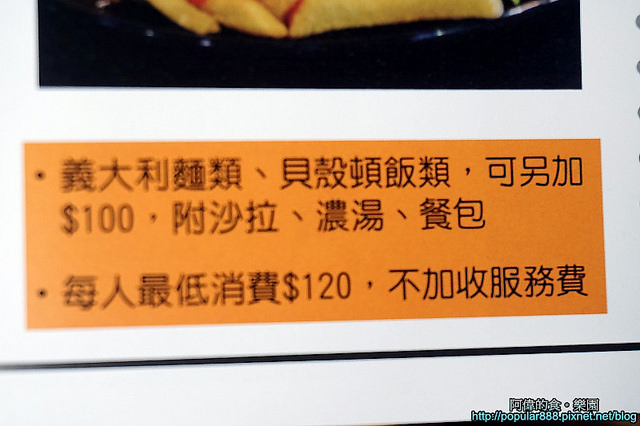 • 義大利麵類、貝殼頓飯類，可另加
$100，附沙拉、濃湯、餐包
• 每人最低消費$120，不加收服務費
阿偉的食。樂園
http://popular888.pixnet.net/blog